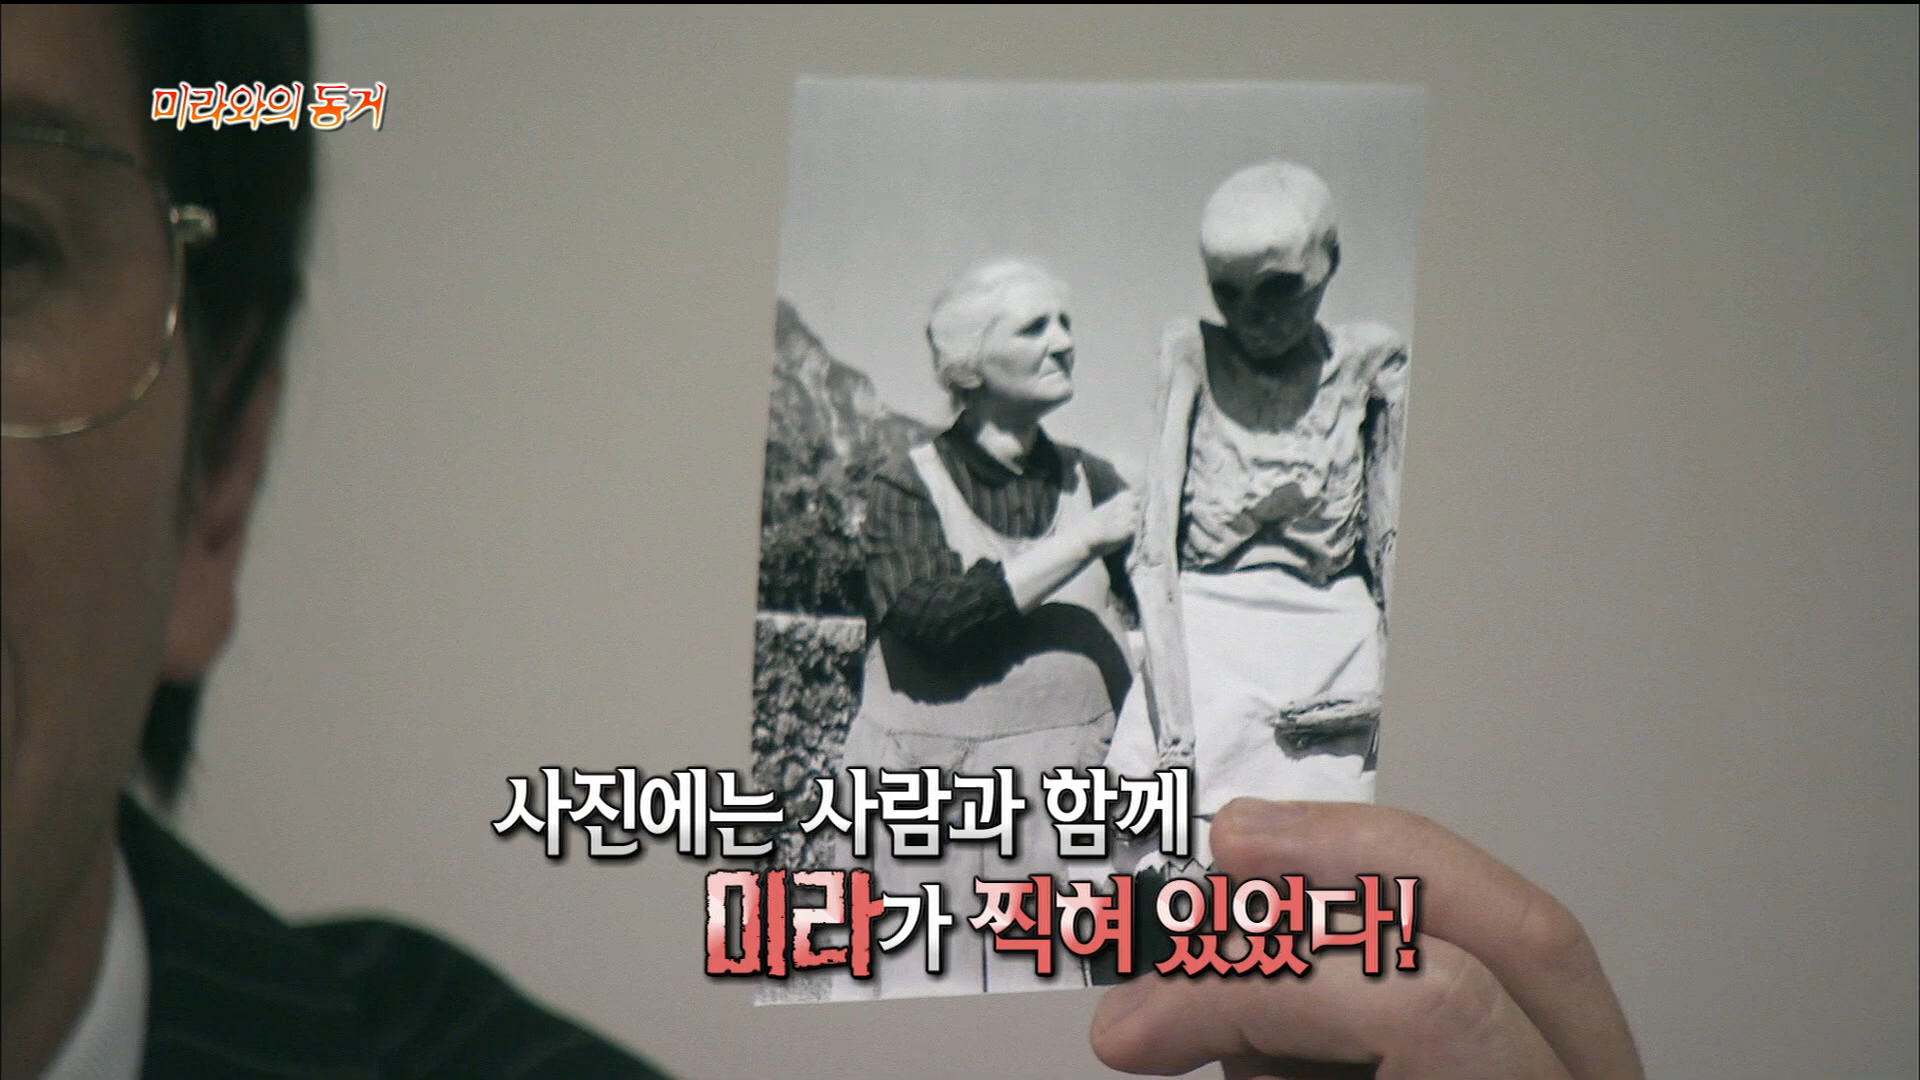 미라와의 동거
사진에는 사람과 함께
미라가 찍혀 있었다!